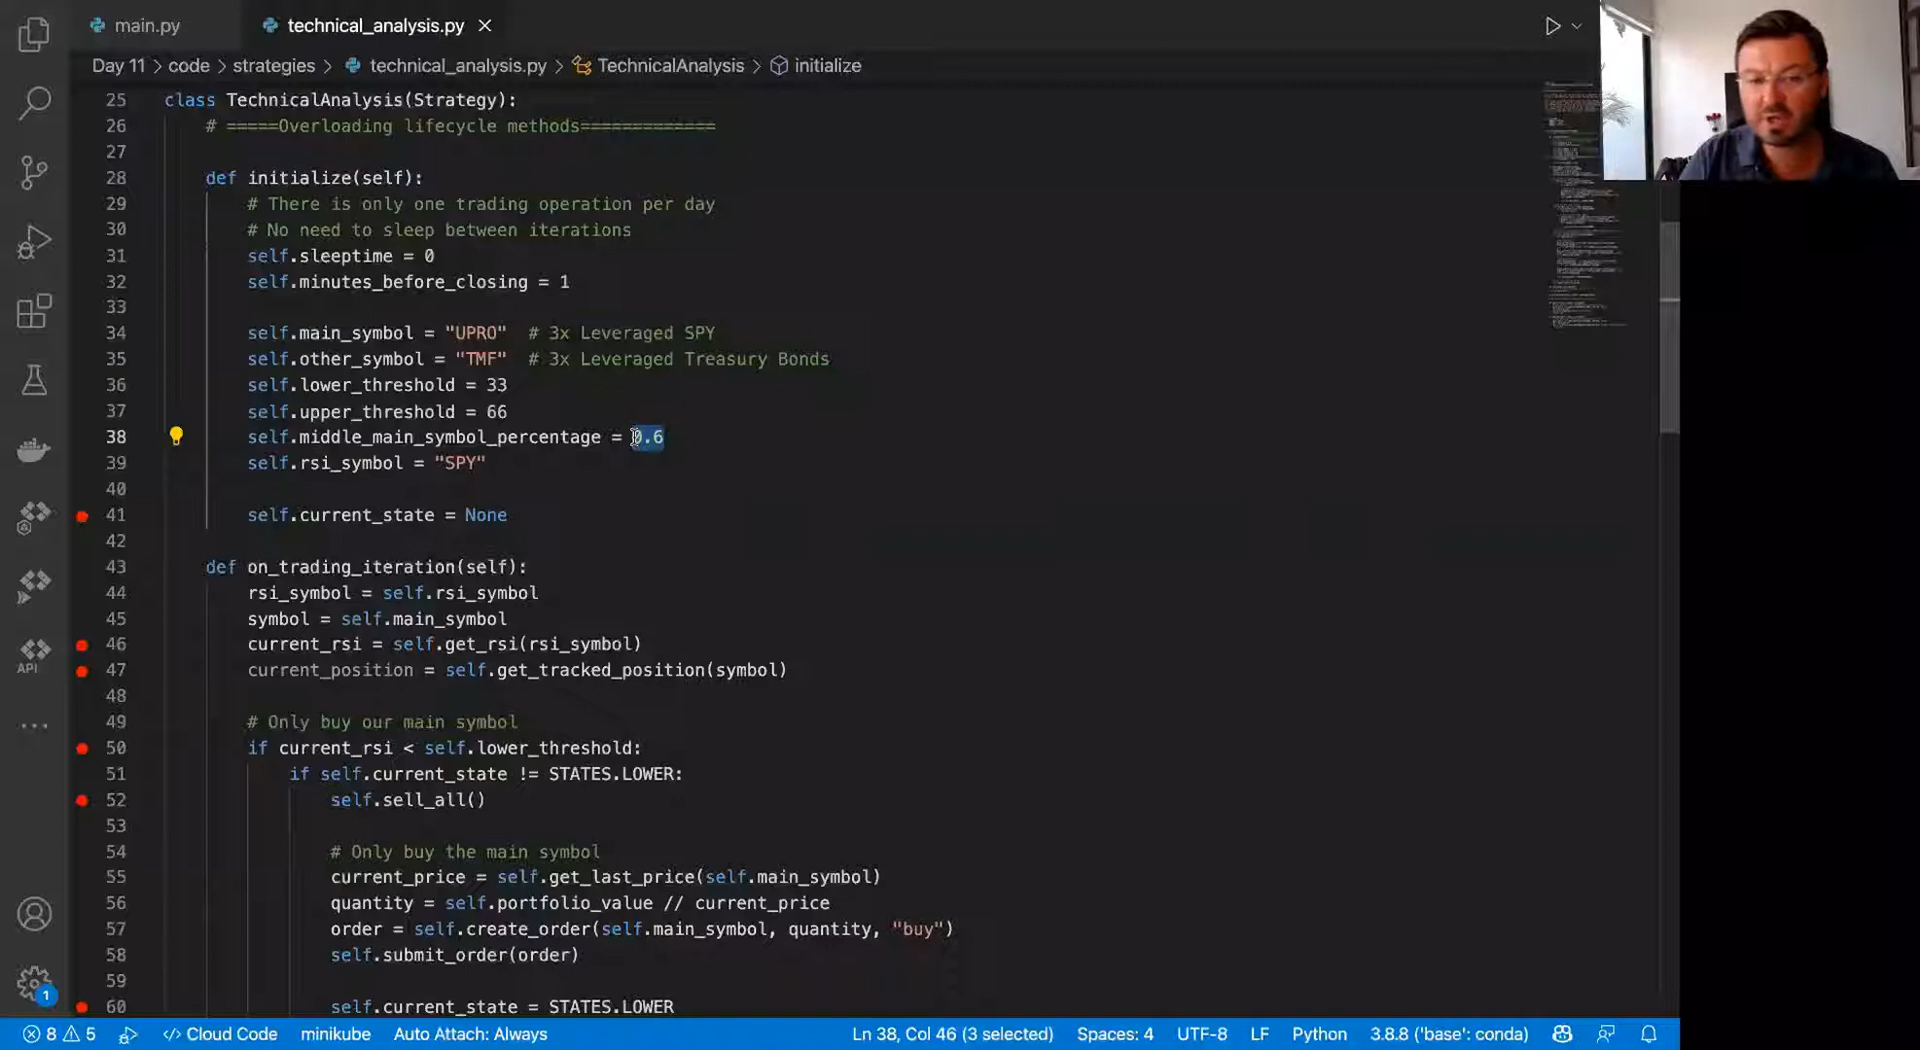 main.py
technical_analysis.py
Day 11 > code > strategies > technical_analysis.py > TechnicalAnalysis > initialize
25 class TechnicalAnalysis(Strategy):
26 # =====Overloading lifecycle methods=============
27
28 def initialize(self):
29 # There is only one trading operation per day
30 # No need to sleep between iterations
31 self.sleeptime = 0
32 self.minutes_before_closing = 1
33
34 self.main_symbol = "UPRO" # 3x Leveraged SPY
35 self.other_symbol = "TMF" # 3x Leveraged Treasury Bonds
36 self.lower_threshold = 33
37 self.upper_threshold = 66
38 self.middle_main_symbol_percentage = 0.6
39 self.rsi_symbol = "SPY"
40
41 self.current_state = None
42
43 def on_trading_iteration(self):
44 rsi_symbol = self.rsi_symbol
45 symbol = self.main_symbol
46 current_rsi = self.get_rsi(rsi_symbol)
47 current_position = self.get_tracked_position(symbol)
48
49 # Only buy our main symbol
50 if current_rsi < self.lower_threshold:
51 if self.current_state != STATES.LOWER:
52 self.sell_all()
53
54 # Only buy the main symbol
55 current_price = self.get_last_price(self.main_symbol)
56 quantity = self.portfolio_value // current_price
57 order = self.create_order(self.main_symbol, quantity, "buy")
58 self.submit_order(order)
59
60 self.current_state = STATES.LOWER
API
1
8 5 Cloud Code minikube Auto Attach: Always Ln 38, Col 46 (3 selected) Spaces: 4 UTF-8 LF Python 3.8.8 ('base': conda)